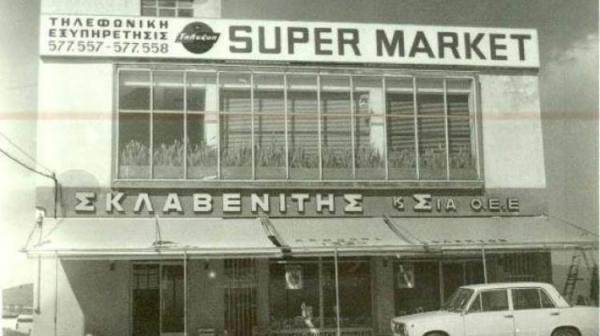 ΤΗΛΕΦΩΝΙΚΗ
ΕΞΥΠΗΡΕΤΗΣΙΣ
577.557-577.558
SUPER MARKET
ΣΚΛΑΒΕΝΙΤΗΣ Κ ΣΙΑ Ο.Ε.Ε